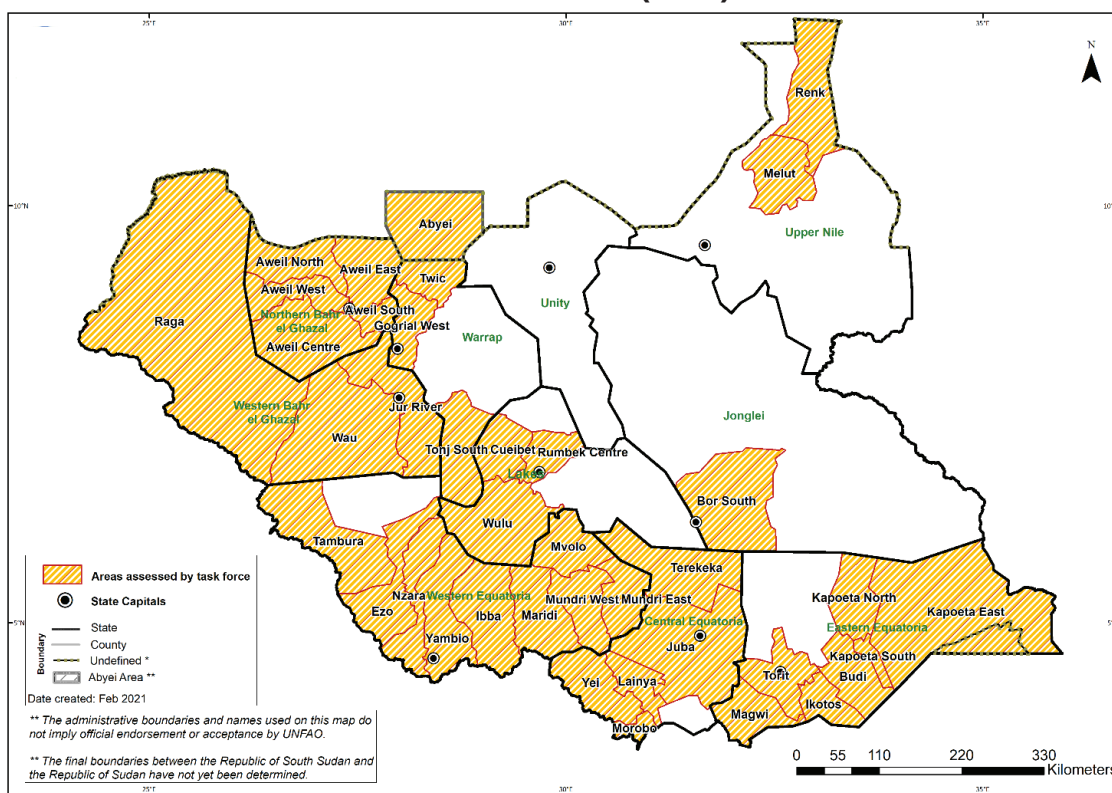 25°E
30°E
35°E
N
Renk
Melut
10°N
Abyei
Upper Nile
Aweil North
Aweil East
Twic
Aweil West
Unity
Raga
Northern Bahr
el Ghazal
Aweil South
Gogrial West
Warrap
Aweil Centre
Western Bahr
el Ghazal
Jur River
Jonglei
Wau
Tonj South
Cueibet
Rumbek Centre
Lakes
Bor South
Wulu
Tambura
Mvolo
Terekeka
Areas assessed by task force
Kapoeta North
Kapoeta East
Nzara
Western Equatoria
Mundri West
Mundri East
State Capitals
Ezo
Ibba
Maridi
Central Equatoria
Eastern Equatoria
5°N
Boundary
State
County
Undefined *
Abyei Area **
Yambio
Juba
Kapoeta South
Yei
Lainya
Torit
Budi
Date created: Feb 2021
Magwi
Ikotos
Morobo
** The administrative boundaries and names used on this map do
not imply official endorsement or acceptance by UNFAO.
** The final boundaries between the Republic of South Sudan and
the Republic of Sudan have not yet been determined.
0 55 110 220 330
Kilometers
25°E
30°E
35°E